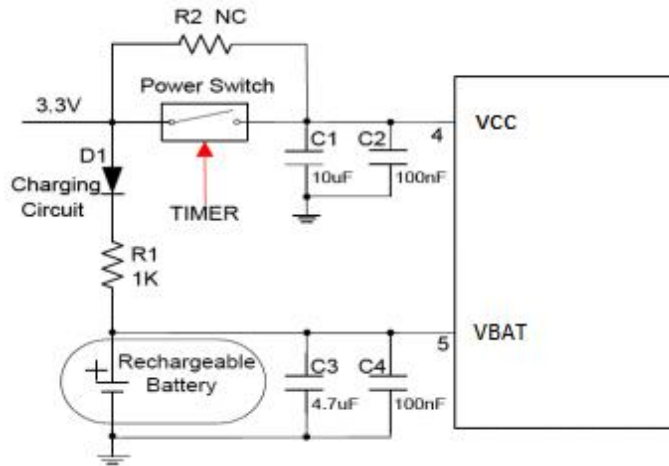 R2 NC
Power Switch
3.3V
4
VCC
D1
C1
C2
10uF
100nF
Charging
Circuit
TIMER
R1
1K
5
VBAT
+
Rechargeable
Battery
C3
C4
4.7uF
100nF